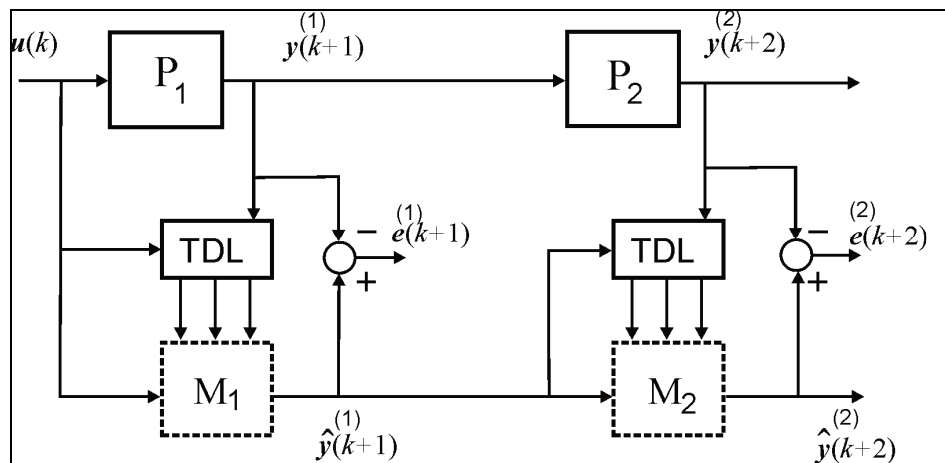 u(k)
(1)
y(k+1)
(2)
y(k+2)
P1
P2
TDL
−
(1)
e(k+1)
+
TDL
−
(2)
e(k+2)
+
M1
M2
(1)
ŷ(k+1)
(2)
ŷ(k+2)